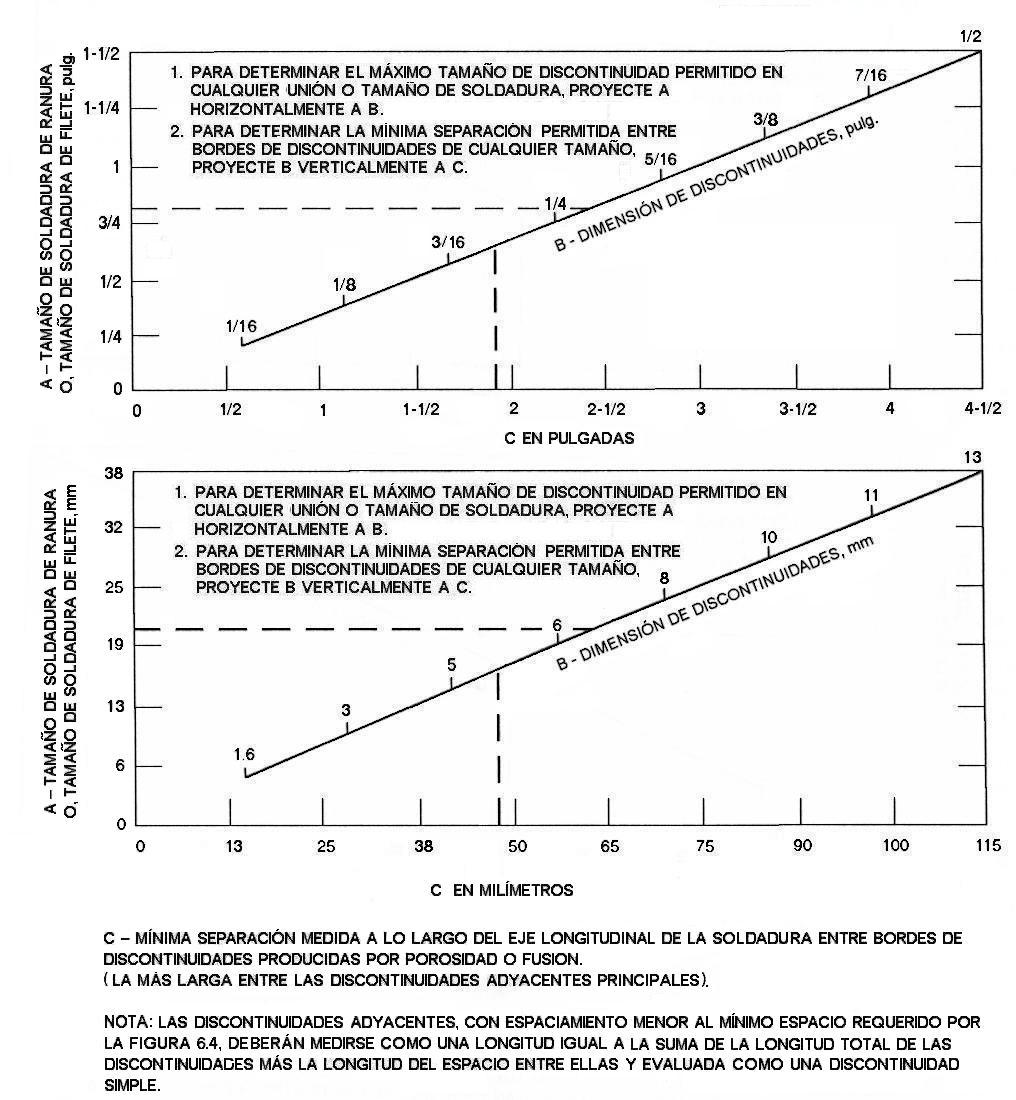 1/2
1-1/2
1. PARA DETERMINAR EL MÁXIMO TAMAÑO DE DISCONTINUIDAD PERMITIDO EN
CUALQUIER UNIÓN O TAMAÑO DE SOLDADURA, PROYECTE A
HORIZONTALMENTE A B.
2. PARA DETERMINAR LA MÍNIMA SEPARACIÓN PERMITIDA ENTRE
BORDES DE DISCONTINUIDADES DE CUALQUIER TAMAÑO,
PROYECTE B VERTICALMENTE A C.
7/16
1-1/4
3/8
5/16
1
B - DIMENSIÓN DE DISCONTINUIDADES, pulg.
1/4
3/4
3/16
1/2
1/8
1/16
1/4
0
A – TAMAÑO DE SOLDADURA DE RANURA
O, TAMAÑO DE SOLDADURA DE FILETE, pulg.
0 1/2 1 1-1/2 2 2-1/2 3 3-1/2 4 4-1/2
C EN PULGADAS
13
38
1. PARA DETERMINAR EL MÁXIMO TAMAÑO DE DISCONTINUIDAD PERMITIDO EN
CUALQUIER UNIÓN O TAMAÑO DE SOLDADURA, PROYECTE A
HORIZONTALMENTE A B.
2. PARA DETERMINAR LA MÍNIMA SEPARACIÓN PERMITIDA ENTRE
BORDES DE DISCONTINUIDADES DE CUALQUIER TAMAÑO,
PROYECTE B VERTICALMENTE A C.
11
32
10
8
25
B - DIMENSIÓN DE DISCONTINUIDADES, mm
6
19
5
13
3
1.6
6
0
A – TAMAÑO DE SOLDADURA DE RANURA
O, TAMAÑO DE SOLDADURA DE FILETE, mm
0 13 25 38 50 65 75 90 100 115
C EN MILÍMETROS
C – MÍNIMA SEPARACIÓN MEDIDA A LO LARGO DEL EJE LONGITUDINAL DE LA SOLDADURA ENTRE BORDES DE
DISCONTINUIDADES PRODUCIDAS POR POROSIDAD O FUSION.
(LA MÁS LARGA ENTRE LAS DISCONTINUIDADES ADYACENTES PRINCIPALES).
NOTA: LAS DISCONTINUIDADES ADYACENTES, CON ESPACIAMIENTO MENOR AL MÍNIMO ESPACIO REQUERIDO POR
LA FIGURA 6.4, DEBERÁN MEDIRSE COMO UNA LONGITUD IGUAL A LA SUMA DE LA LONGITUD TOTAL DE LAS
DISCONTINUIDADES MÁS LA LONGITUD DEL ESPACIO ENTRE ELLAS Y EVALUADA COMO UNA DISCONTINUIDAD
SIMPLE.